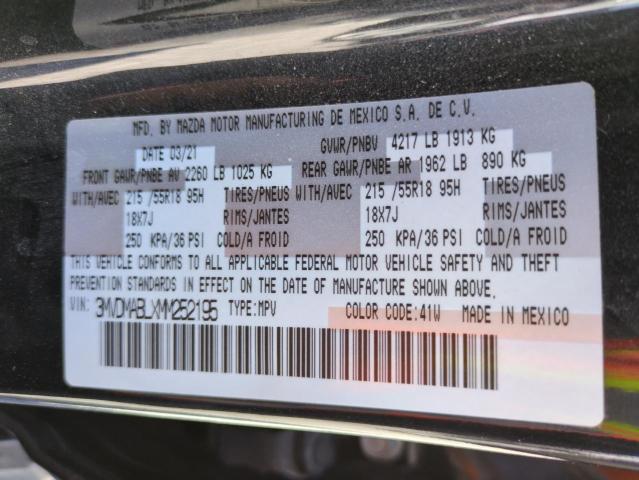 MFD. BY MAZDA MOTOR MANUFACTURING DE MEXICO S.A. DE C.V.
DATE 03/21 GVWR/PNBV 4217 LB 1913 KG
FRONT GAWR/PNBE AV 2260 LB 1025 KG REAR GAWR/PNBE AR 1962 LB 890 KG
WITH/AVEC 215 /55R18 95H TIRES/PNEUS WITH/AVEC 215 /55R18 95H TIRES/PNEUS
18X7J RIMS/JANTES 18X7J RIMS/JANTES
250 KPA/36 PSI COLD/A FROID 250 KPA/36 PSI COLD/A FROID
THIS VEHICLE CONFORMS TO ALL APPLICABLE FEDERAL MOTOR VEHICLE SAFETY AND THEFT
PREVENTION STANDARDS IN EFFECT ON THE DATE OF MANUFACTURE SHOWN ABOVE.
VIN: 3MVDMABLXMM252195 TYPE:MPV COLOR CODE:41W MADE IN MEXICO